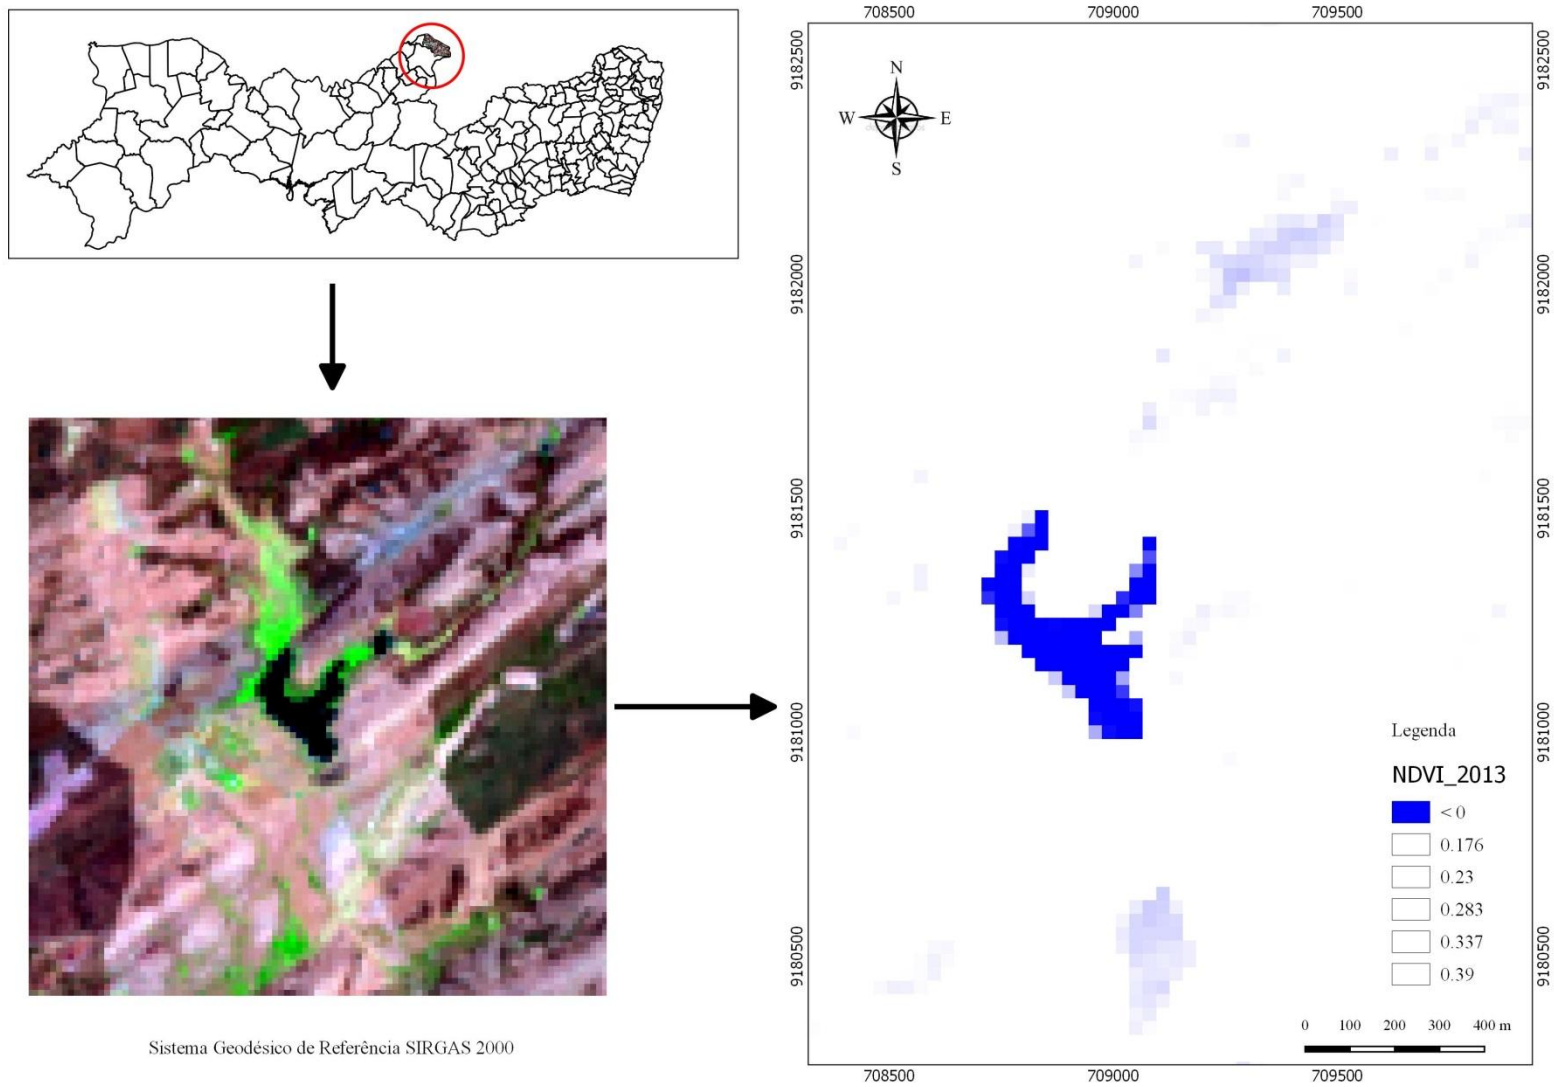 708500 709000 709500
9182500 9182500
N
W E
S
9182000 9182000
9181500 9181500
9181000 9181000
Legenda
NDVI_2013
< 0
0.176
0.23
0.283
0.337
0.39
9180500 9180500
0 100 200 300 400 m
708500 709000 709500
Sistema Geodésico de Referência SIRGAS 2000